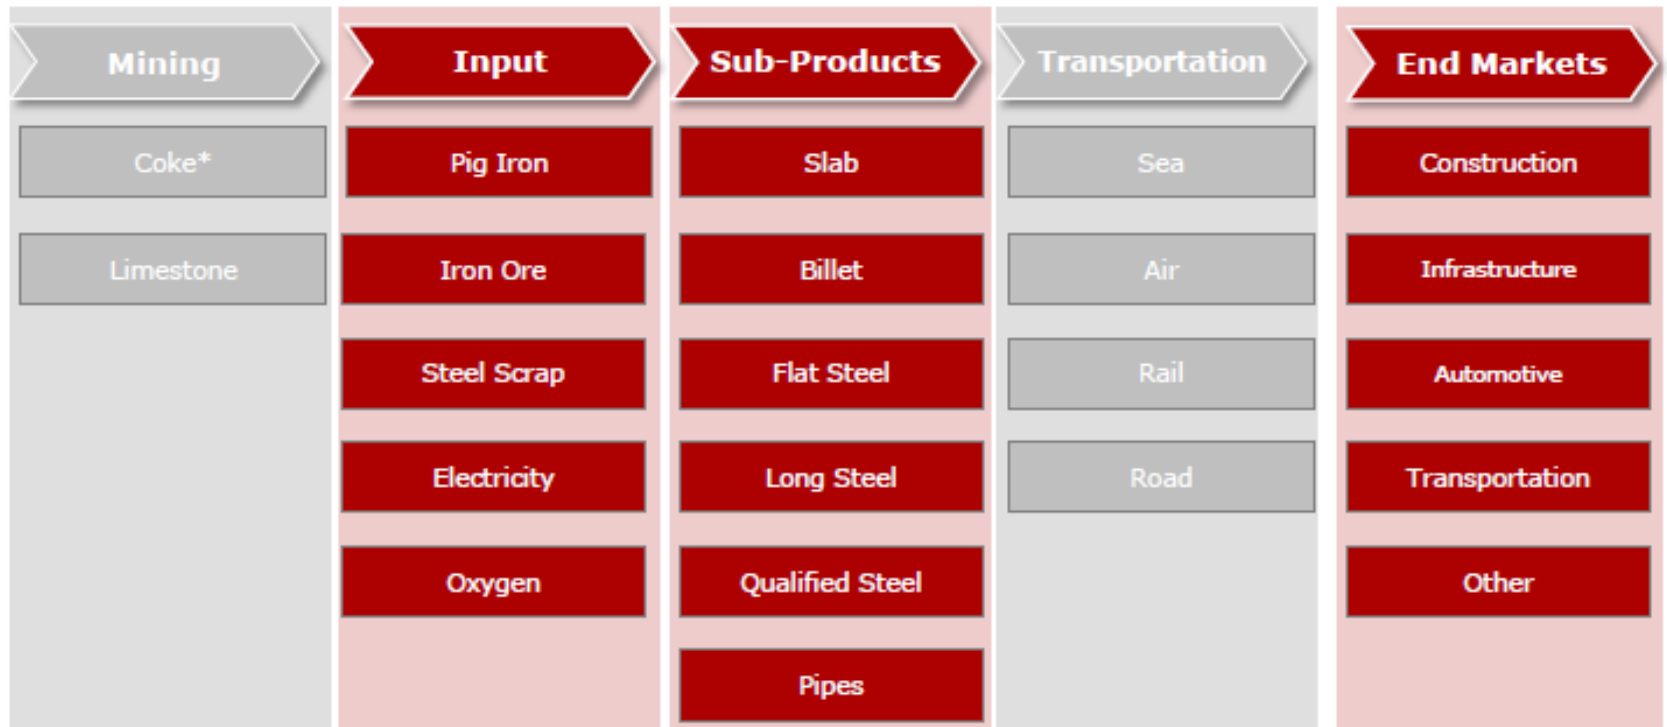 Mining
Input
Sub-Products
Transportation
End Markets
Coke*
Pig Iron
Slab
Sea
Construction
Limestone
Iron Ore
Billet
Air
Infrastructure
Steel Scrap
Flat Steel
Rail
Automotive
Electricity
Long Steel
Road
Transportation
Oxygen
Qualified Steel
Other
Pipes